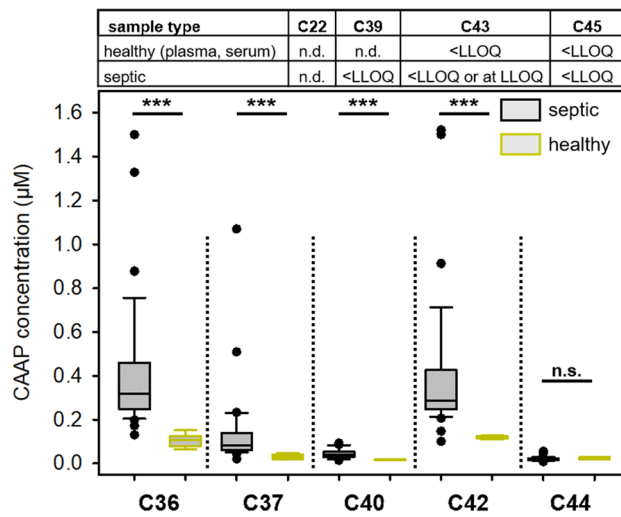 sample type C22 C39 C43 C45
healthy (plasma, serum) n.d. n.d. <LLOQ <LLOQ
septic n.d. <LLOQ <LLOQ or at LLOQ <LLOQ
*** *** *** ***
septic
healthy
n.s.
CAAP concentration (µM)
1.6
1.4
1.2
1.0
0.8
0.6
0.4
0.2
0.0
C36 C37 C40 C42 C44